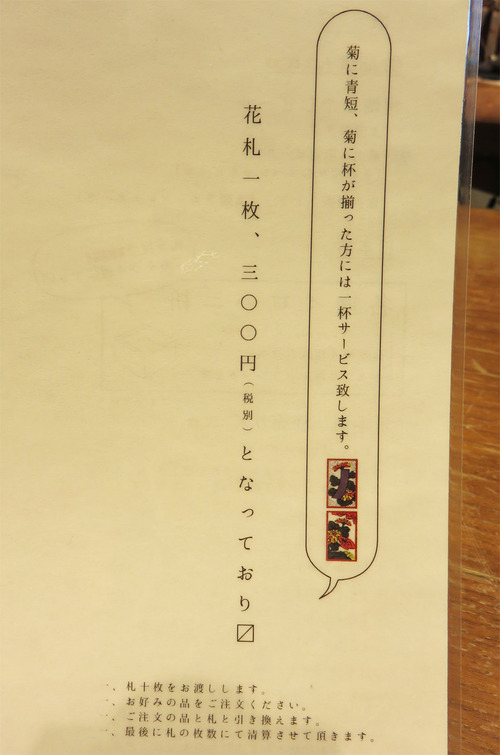 菊に青短、菊に杯が揃った方には一杯サービス致します。
花札一枚、三〇〇円（税別）となっており〼
一、札十枚をお渡しします。
一、お好みの品をご注文ください。
一、ご注文の品と札と引き換えます。
一、最後に札の枚数にて清算させて頂きます。